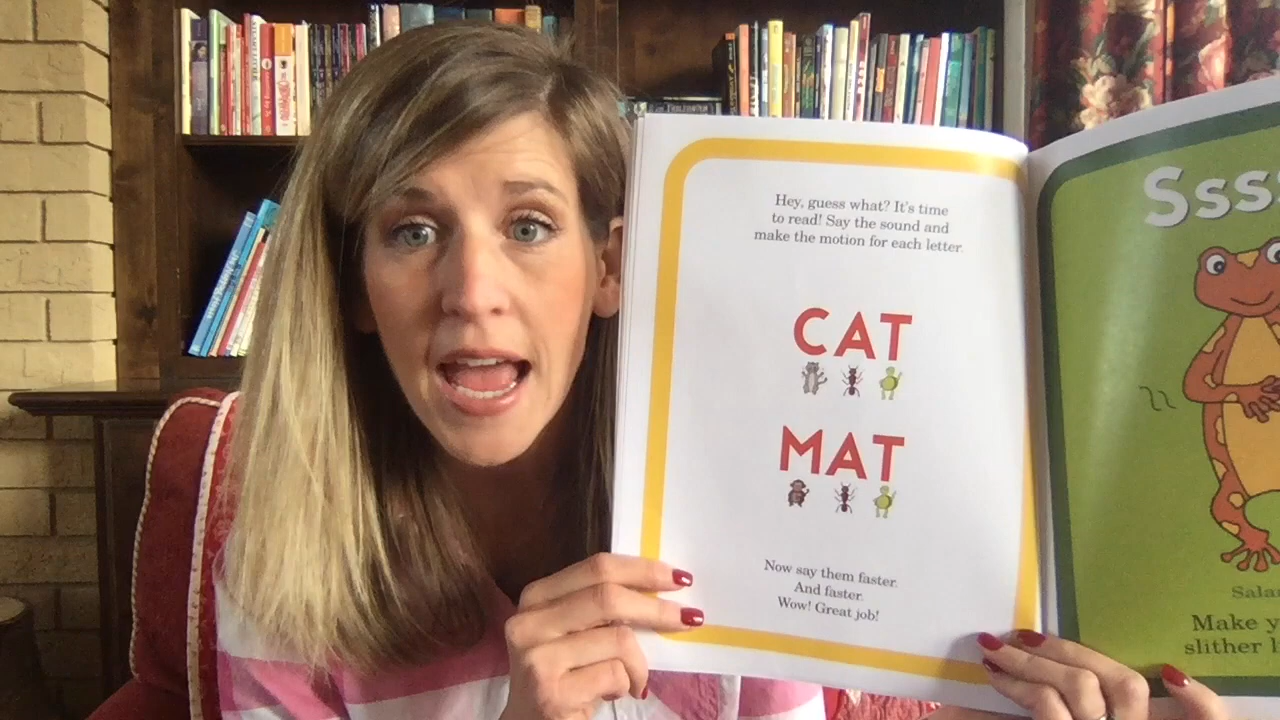 Hey, guess what? It's time
to read! Say the sound and
make the motion for each letter.
CAT
MAT
Now say them faster.
And faster.
Wow! Great job!
Ssss
Make
slither